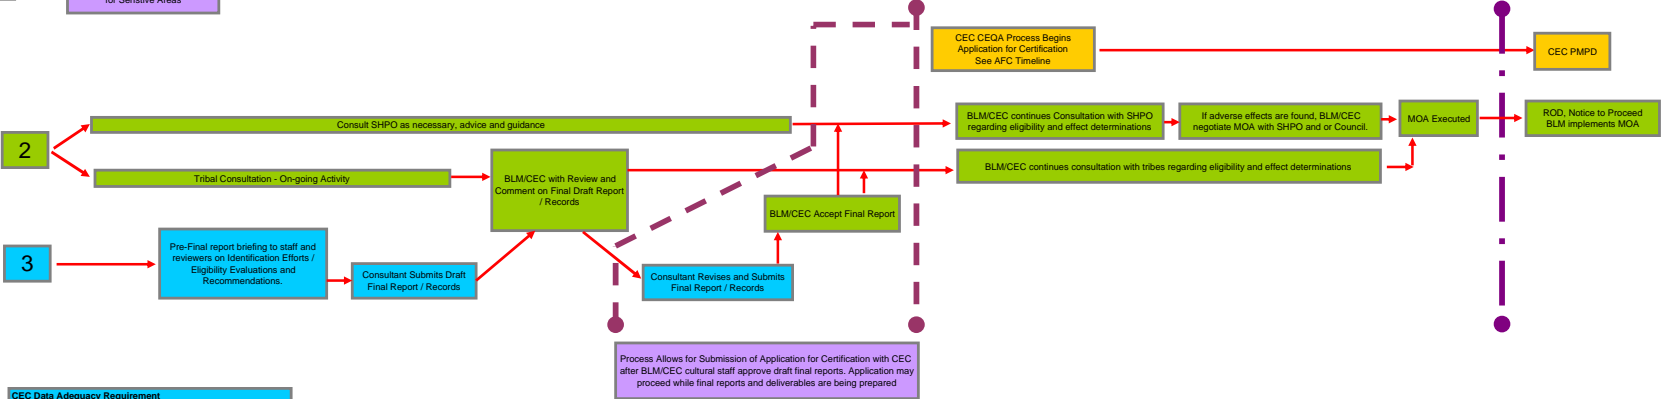 for Senstive Areas
CEC CEQA Process Begins
Application for Certification
See AFC Timeline
CEC PMPD
2
Consult SHPO as necessary, advice and guidance
BLM/CEC continues Consultation with SHPO
regarding eligibility and effect determinations
If adverse effects are found, BLM/CEC
negotiate MOA with SHPO and or Council.
MOA Executed
ROD, Notice to Proceed
BLM implements MOA
Tribal Consultation - On-going Activity
BLM/CEC with Review and
Comment on Final Draft Report
/ Records
BLM/CEC continues consultation with tribes regarding eligibility and effect determinations
BLM/CEC Accept Final Report
3
Pre-Final report briefing to staff and
reviewers on Identification Efforts /
Eligibility Evaluations and
Recommendations.
Consultant Submits Draft
Final Report / Records
Consultant Revises and Submits
Final Report / Records
Process Allows for Submission of Application for Certification with CEC
after BLM/CEC cultural staff approve draft final reports. Application may
proceed while final reports and deliverables are being prepared
CEC Data Adequacy Requirement